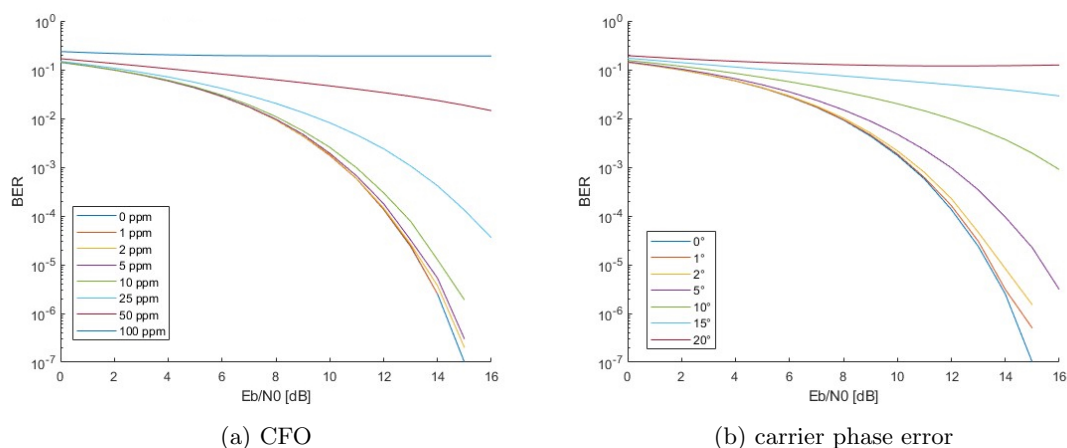 10^0
10^-1
10^-2
10^-3
10^-4
10^-5
10^-6
10^-7
BER
0 ppm
1 ppm
2 ppm
5 ppm
10 ppm
25 ppm
50 ppm
100 ppm
0 2 4 6 8 10 12 14 16
Eb/N0 [dB]
(a) CFO
10^0
10^-1
10^-2
10^-3
10^-4
10^-5
10^-6
10^-7
BER
0°
1°
2°
5°
10°
15°
20°
0 2 4 6 8 10 12 14 16
Eb/N0 [dB]
(b) carrier phase error